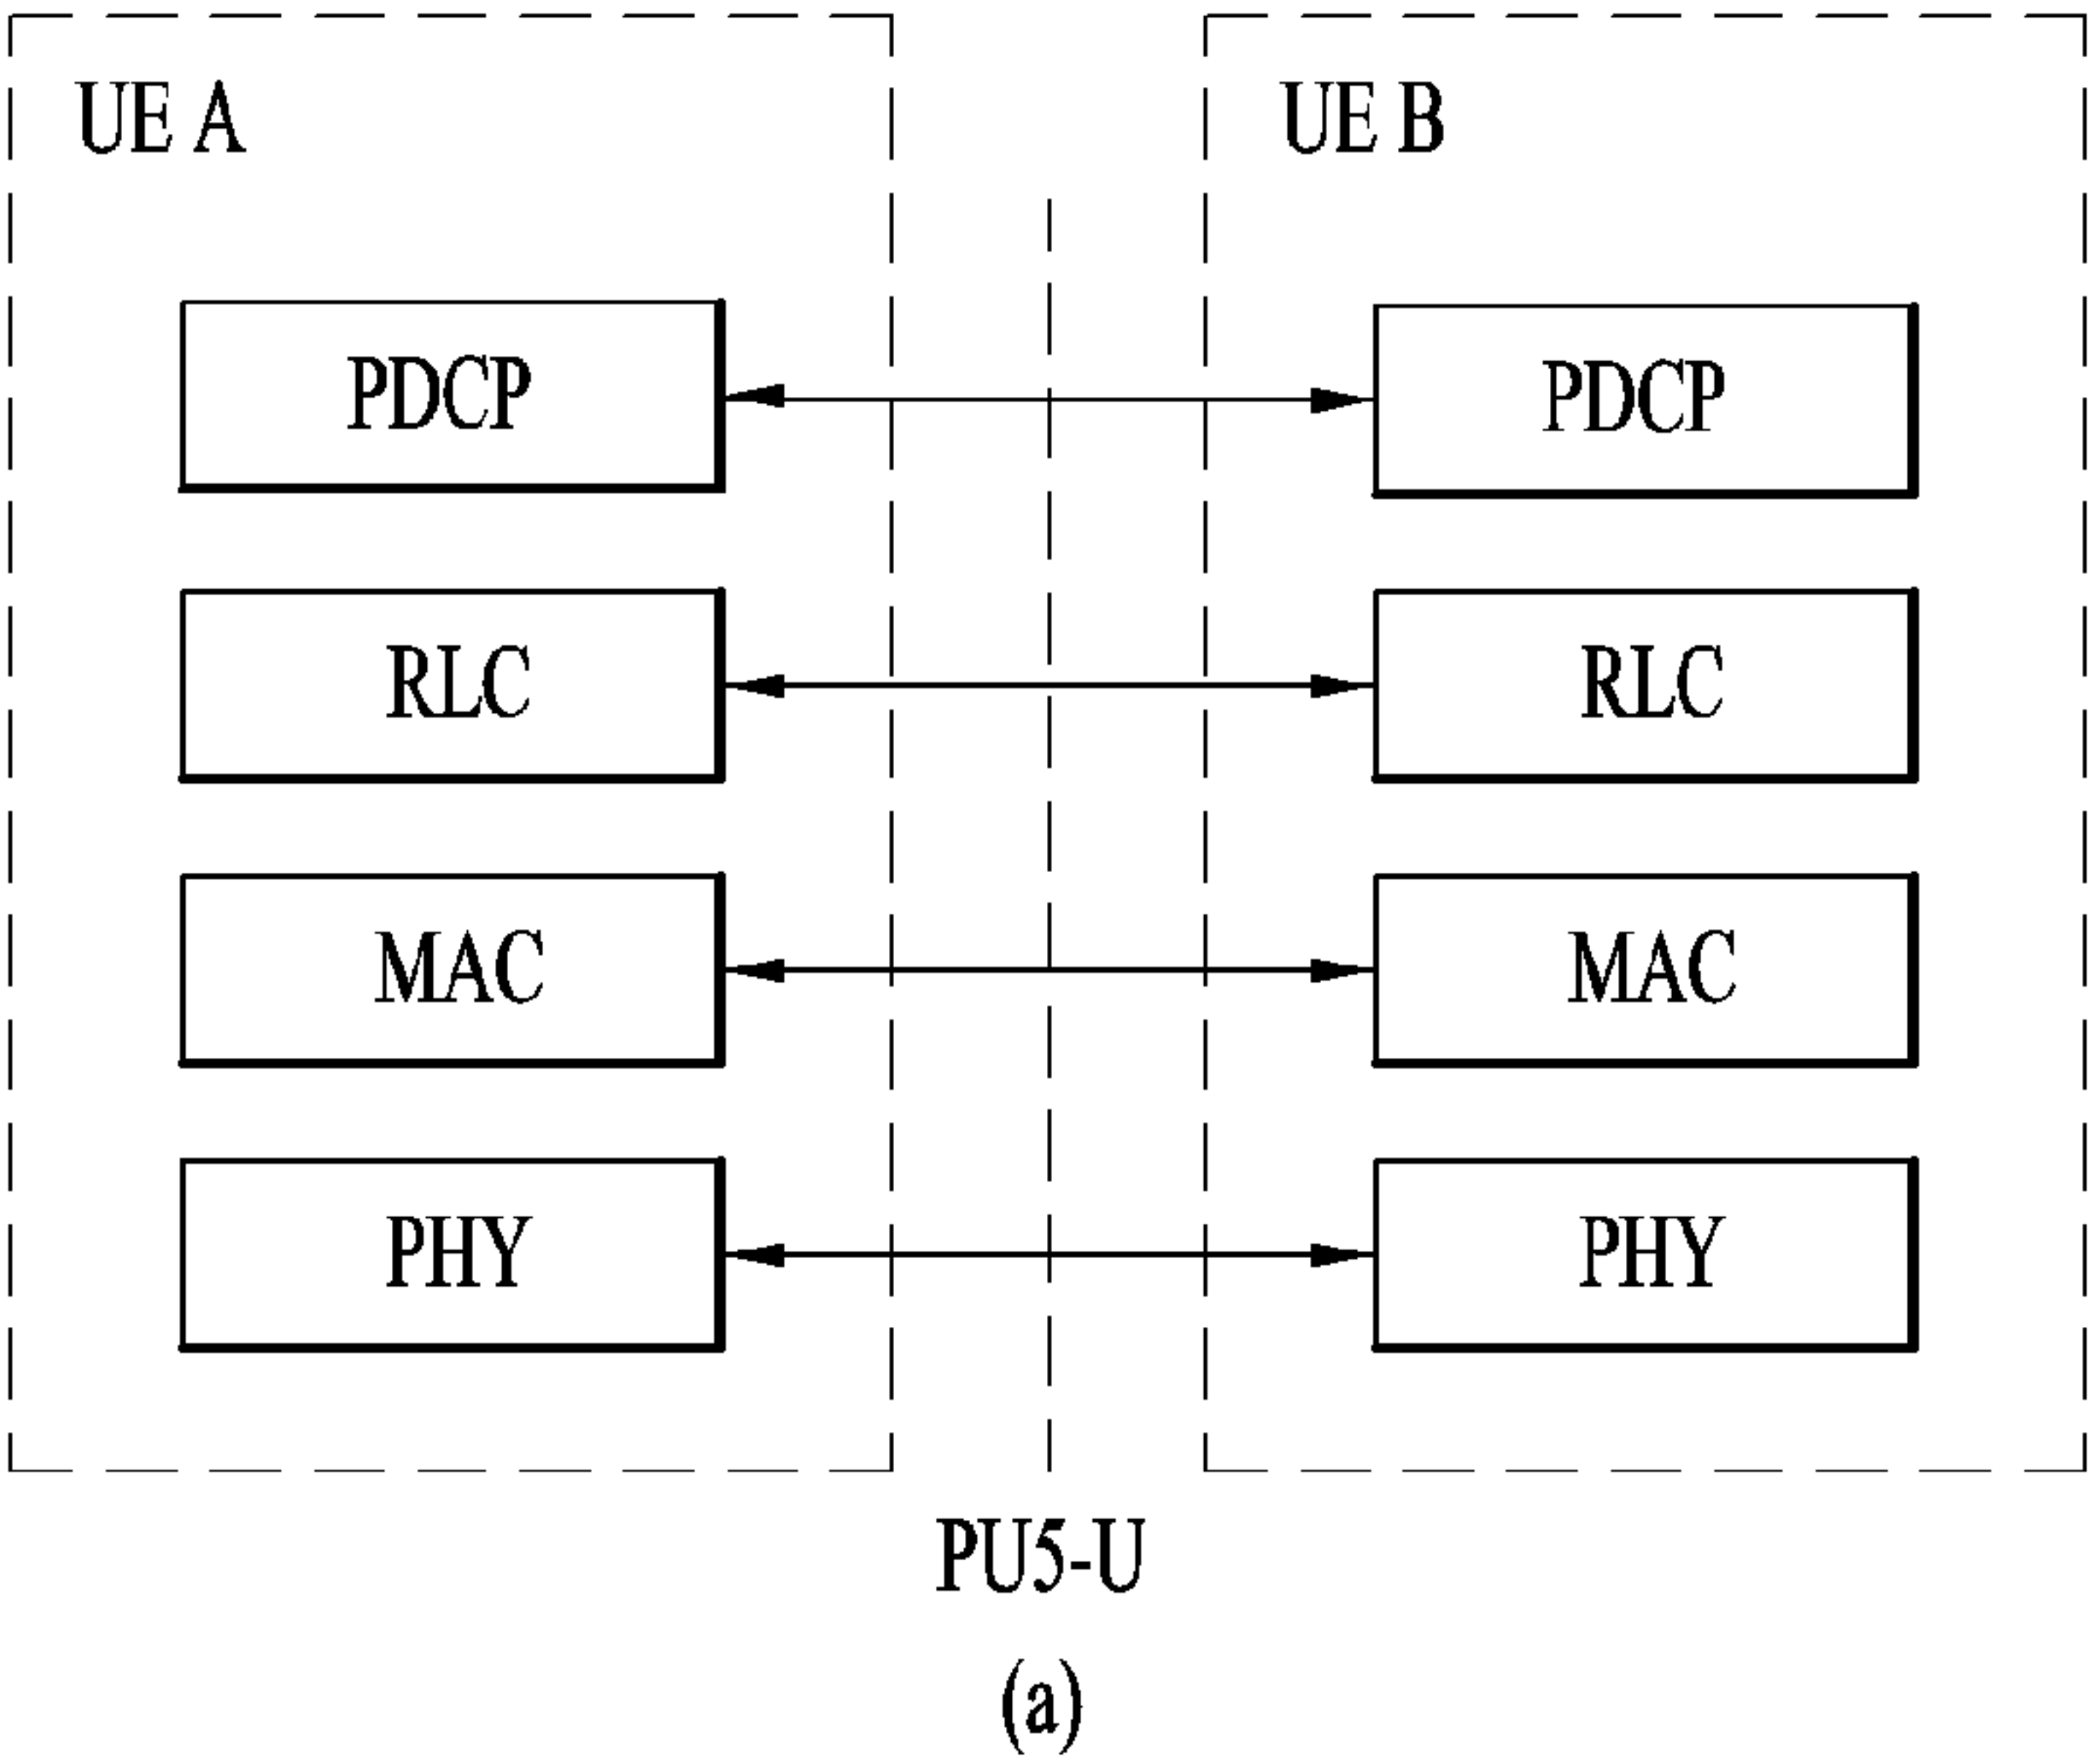 UE A
UE B
PDCP
PDCP
RLC
RLC
MAC
MAC
PHY
PHY
PU5-U
(a)